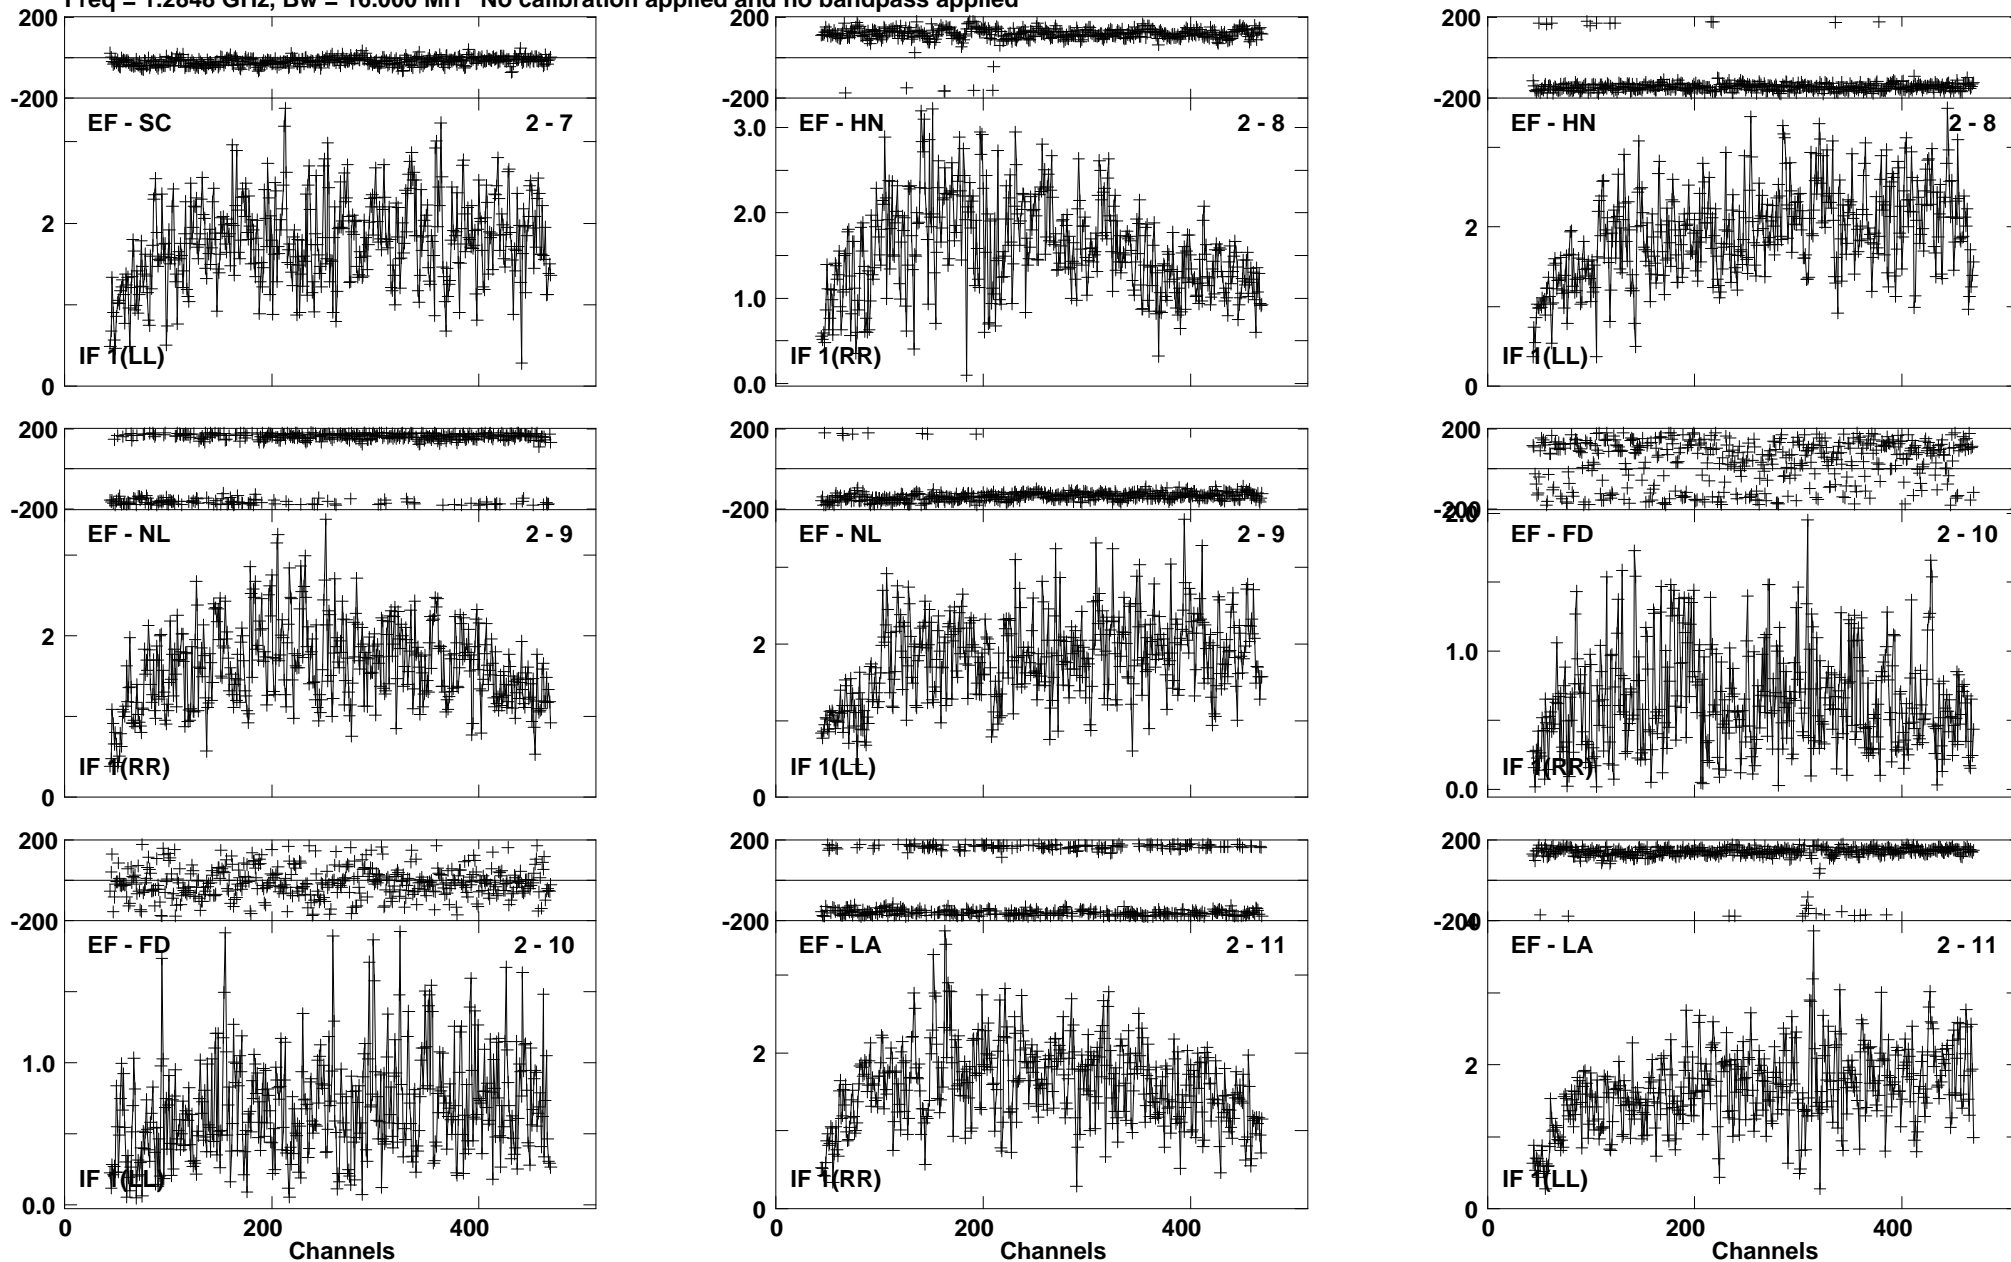 Freq = 1.2848 GHz, Bw = 16.000 MH No calibration applied and no bandpass applied
200
-200
EF - SC 2 - 7
2
IF 1(LL)
0
200
-200
EF - HN 2 - 8
3.0
2.0
1.0
IF 1(RR)
0.0
200
-200
EF - HN 2 - 8
2
IF 1(LL)
0
200
-200
EF - NL 2 - 9
2
IF 1(RR)
0
200
-200
EF - NL 2 - 9
2
IF 1(LL)
0
200
-200
2.0
EF - FD 2 - 10
1.0
IF 1(RR)
0.0
200
-200
EF - FD 2 - 10
1.0
IF 1(LL)
0.0
0 200 400
Channels
200
-200
EF - LA 2 - 11
2
IF 1(RR)
0
200
-200
4
EF - LA 2 - 11
2
IF 1(LL)
0
0 200 400
Channels